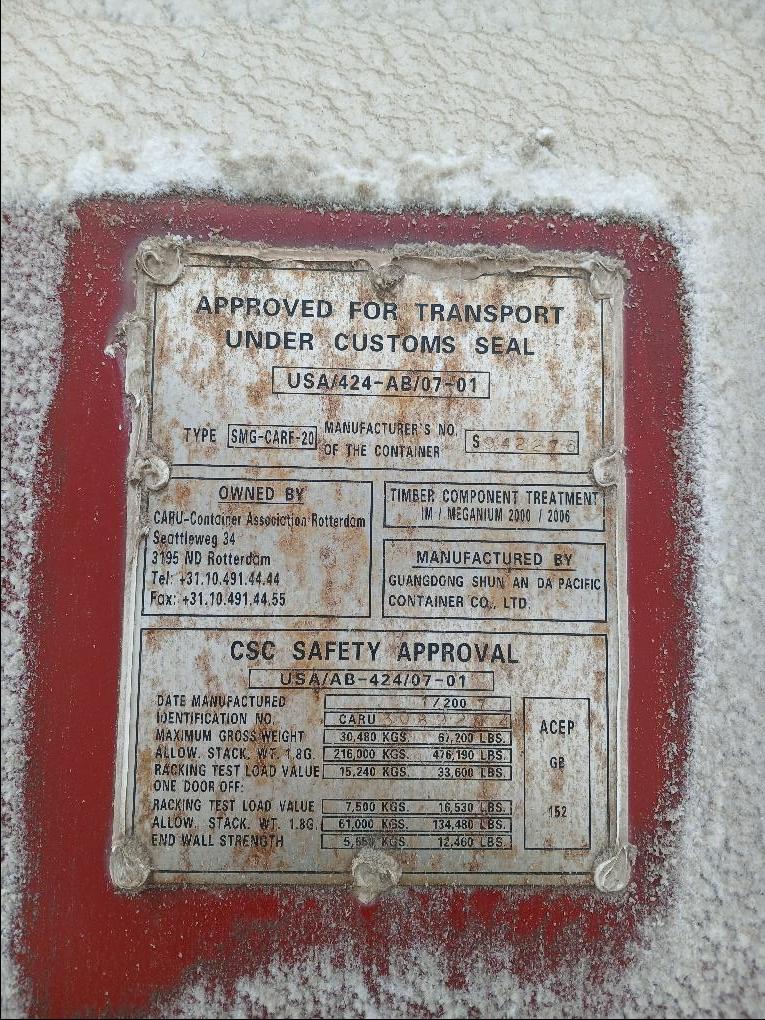 APPROVED FOR TRANSPORT
UNDER CUSTOMS SEAL
USA/424-AB/07-01
TYPE SMG-CARF-20 MANUFACTURER'S NO. OF THE CONTAINER
OWNED BY
CARU-Container Association Rotterdam
Seattleweg 34
3195 ND Rotterdam
Tel: +31.10.491.44.44
Fax: +31.10.491.44.55
TIMBER COMPONENT TREATMENT
IM / MEGANIUM 2000 / 2006
MANUFACTURED BY
GUANGDONG SHUN AN DA PACIFIC
CONTAINER CO., LTD.
CSC SAFETY APPROVAL
USA/AB-424/07-01
DATE MANUFACTURED
IDENTIFICATION NO. CARU
MAXIMUM GROSS WEIGHT 30,480 KGS. 67,200 LBS.
ALLOW. STACK. WT. 1.8G. 216,000 KGS. 476,190 LBS.
RACKING TEST LOAD VALUE 15,240 KGS. 33,600 LBS.
ONE DOOR OFF:
RACKING TEST LOAD VALUE 7,500 KGS. 16,530 LBS.
ALLOW. STACK. WT. 1.8G. 61,000 KGS. 134,480 LBS.
END WALL STRENGTH KGS. 12,460 LBS.
ACEP
GB
152